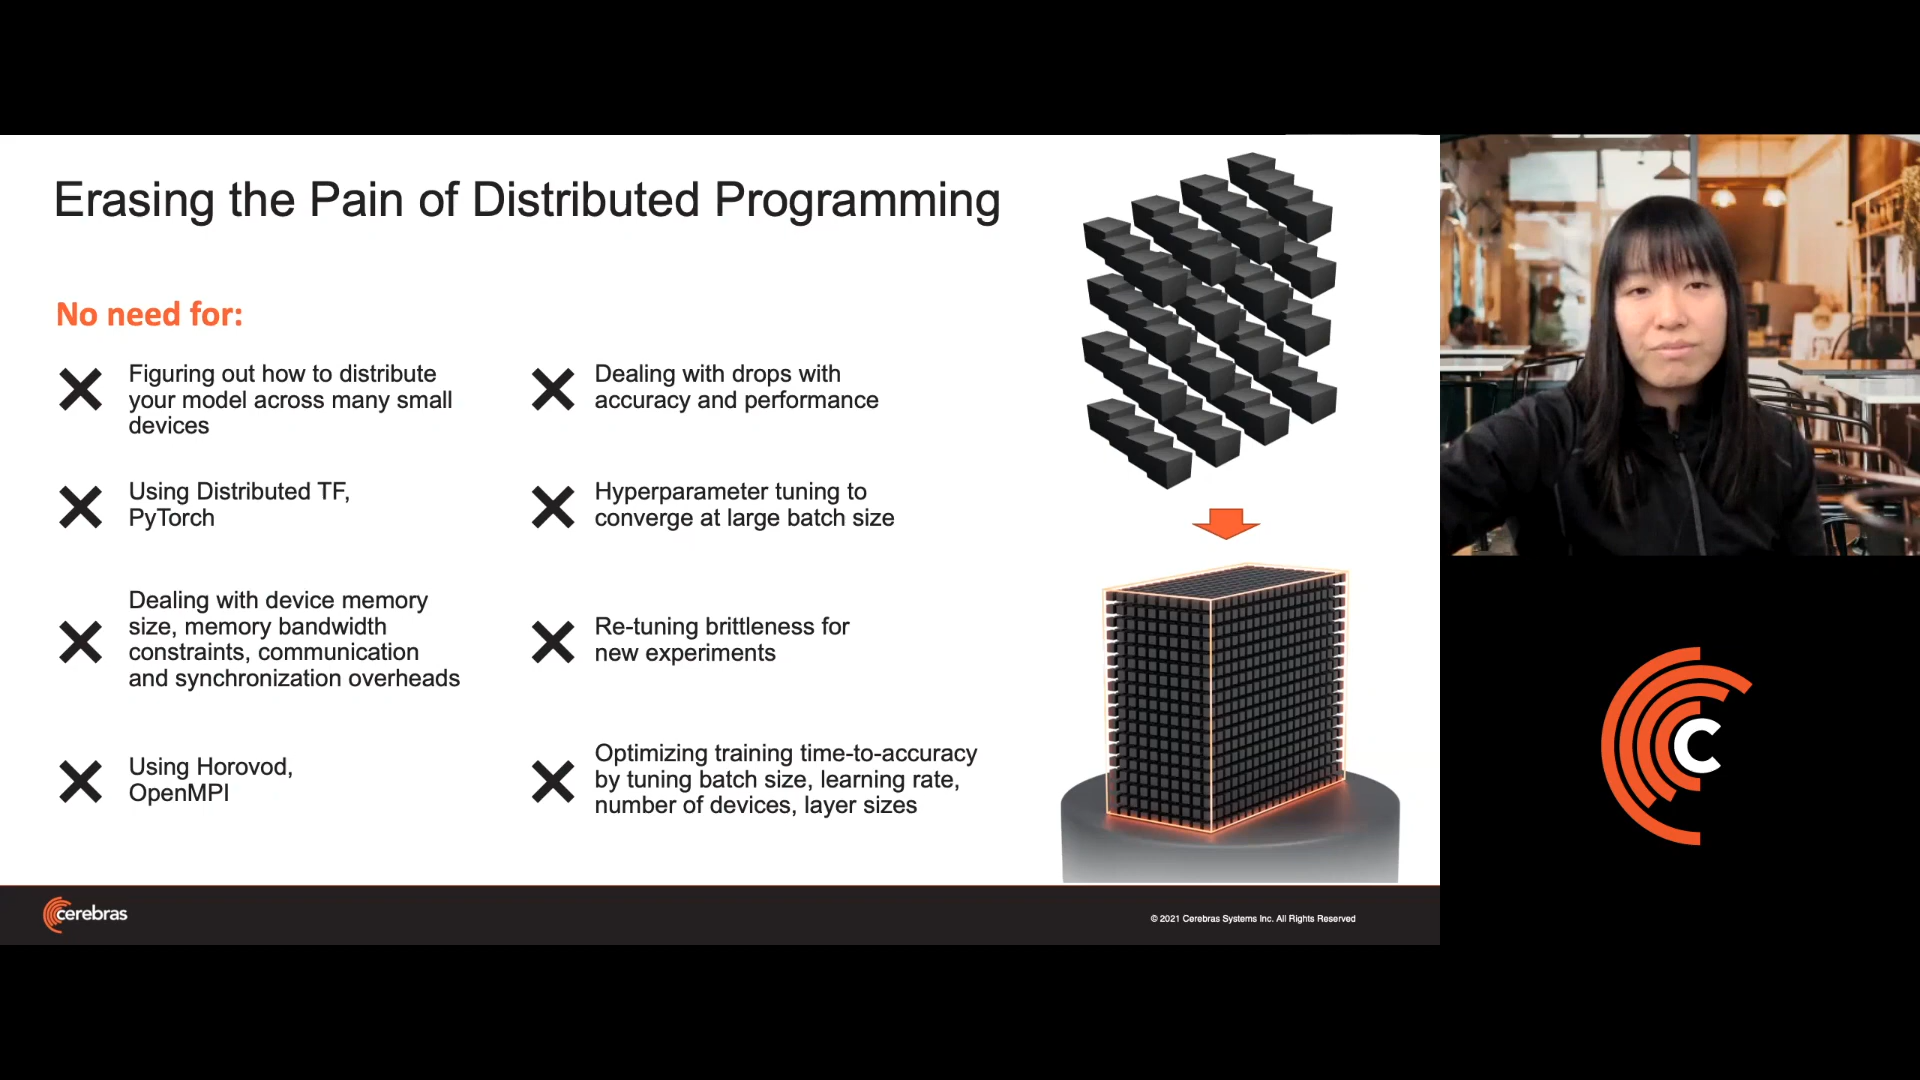 Erasing the Pain of Distributed Programming
No need for:
Figuring out how to distribute
your model across many small
devices
Using Distributed TF,
PyTorch
Dealing with device memory
size, memory bandwidth
constraints, communication
and synchronization overheads
Using Horovod,
OpenMPI
Dealing with drops with
accuracy and performance
Hyperparameter tuning to
converge at large batch size
Re-tuning brittleness for
new experiments
Optimizing training time-to-accuracy
by tuning batch size, learning rate,
number of devices, layer sizes
cerebras
© 2021 Cerebras Systems Inc. All Rights Reserved
C